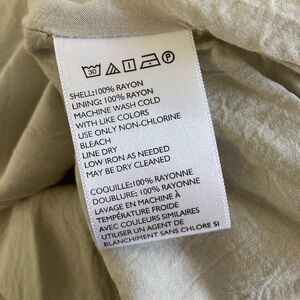 30 P
SHELL:100% RAYON
LINING: 100% RAYON
MACHINE WASH COLD
WITH LIKE COLORS
USE ONLY NON-CHLORINE
BLEACH
LINE DRY
LOW IRON AS NEEDED
MAY BE DRY CLEANED
COQUILLE:100% RAYONNE
DOUBLURE: 100% RAYONNE
LAVAGE EN MACHINE À
TEMPÉRATURE FROIDE
AVEC COULEURS SIMILAIRES
UTILISER UN AGENT DE
BLANCHIMENT SANS CHLORE SI